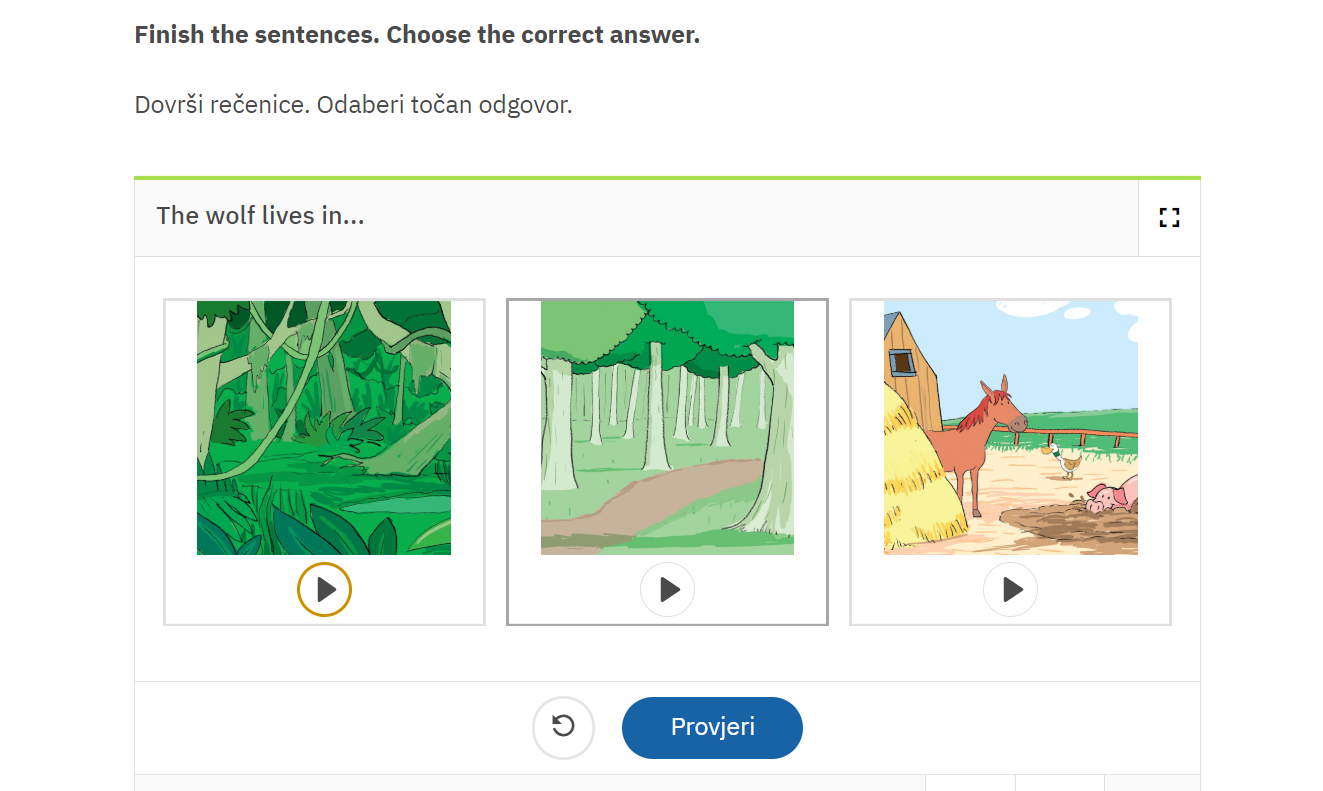 Finish the sentences. Choose the correct answer.
Dovrši rečenice. Odaberi točan odgovor.
The wolf lives in...
Provjeri